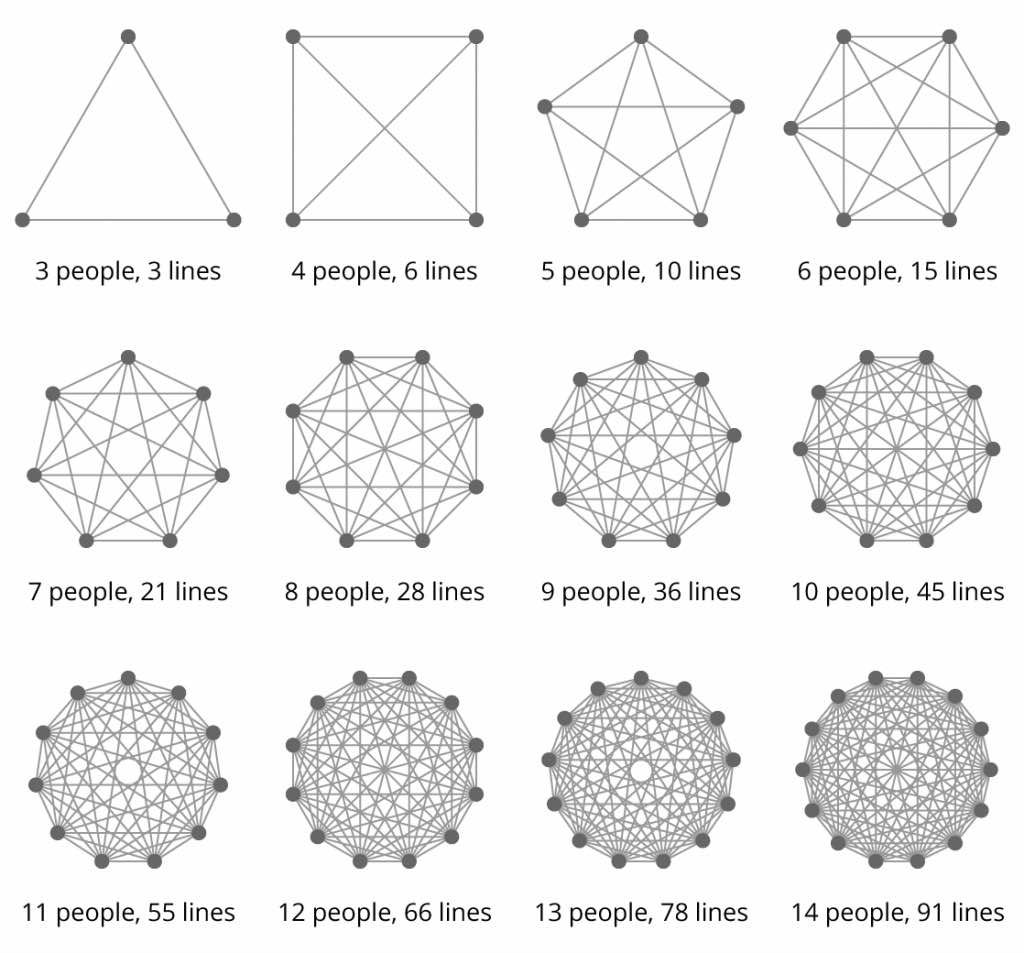 3 people, 3 lines
4 people, 6 lines
5 people, 10 lines
6 people, 15 lines
7 people, 21 lines
8 people, 28 lines
9 people, 36 lines
10 people, 45 lines
11 people, 55 lines
12 people, 66 lines
13 people, 78 lines
14 people, 91 lines